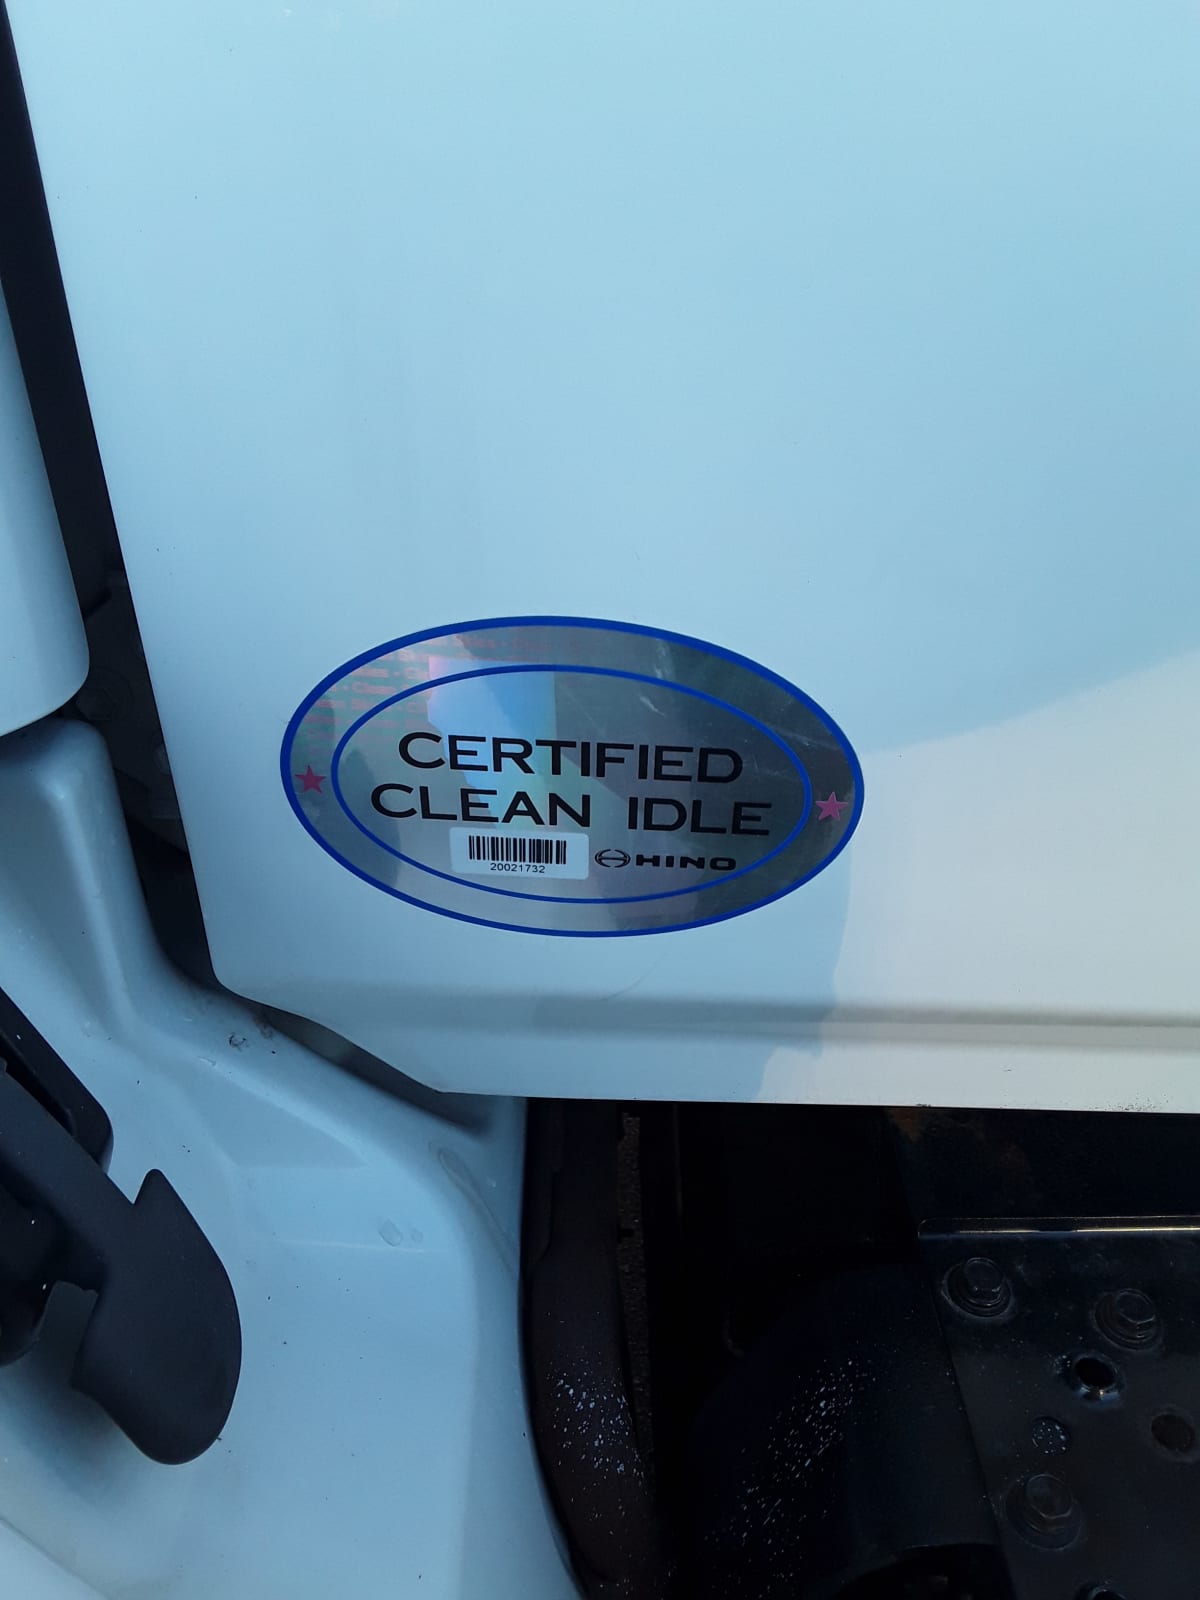 CERTIFIED
CLEAN IDLE
20021732
HINO